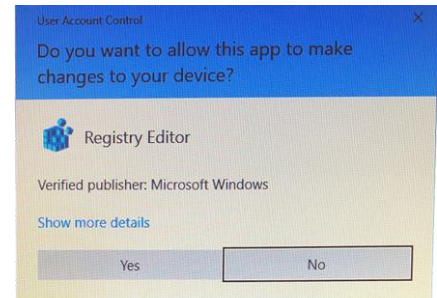 User Account Control
Do you want to allow this app to make
changes to your device?
Registry Editor
Verified publisher: Microsoft Windows
Show more details
Yes
No